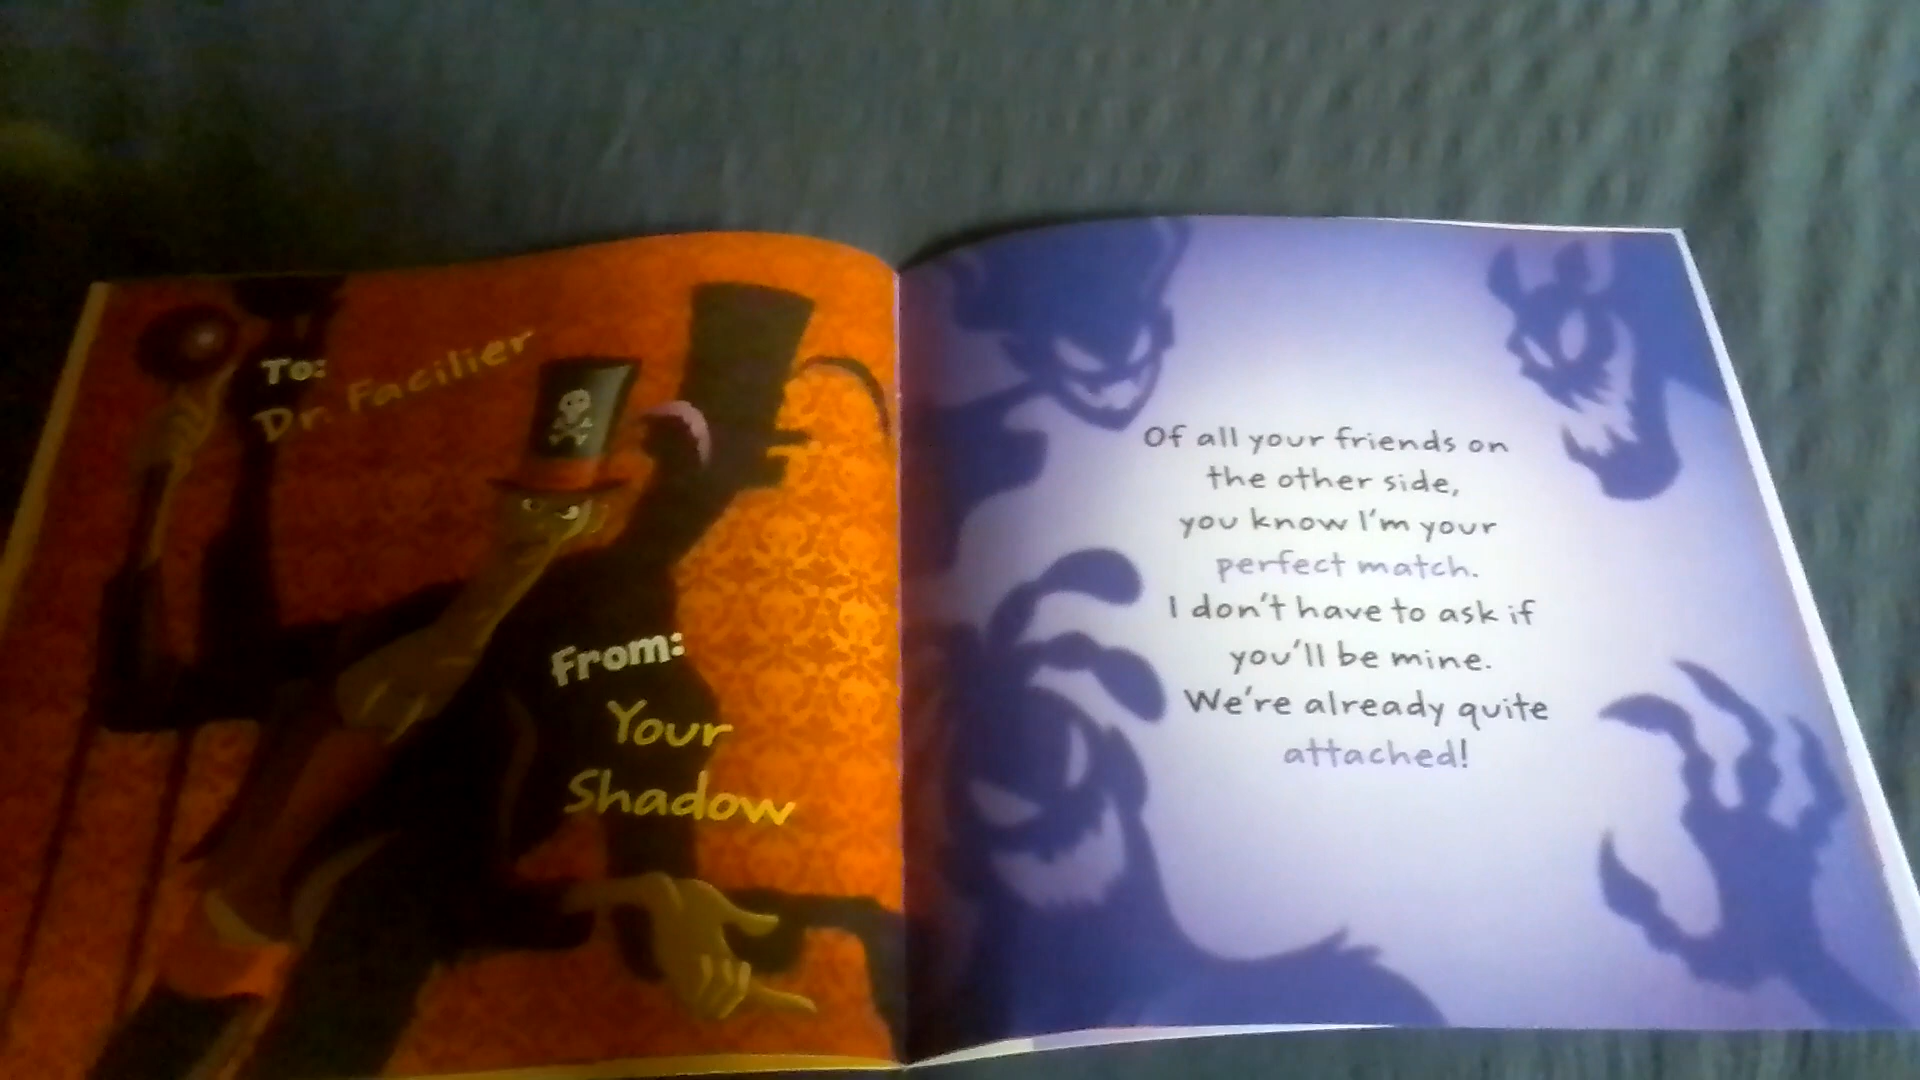 To:
Dr. Facilier
From:
Your
Shadow
Of all your friends on
the other side,
you know I'm your
perfect match.
I don't have to ask if
you'll be mine.
We're already quite
attached!